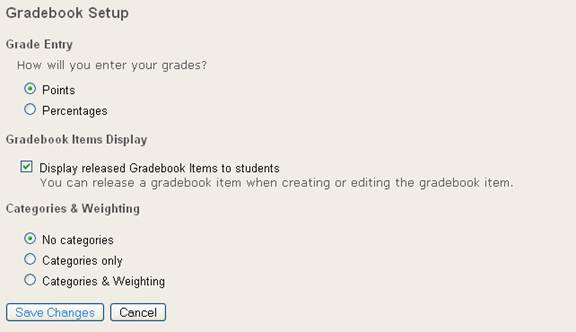 Gradebook Setup
Grade Entry
How will you enter your grades?
Points
Percentages
Gradebook Items Display
Display released Gradebook Items to students
You can release a gradebook item when creating or editing the gradebook item.
Categories & Weighting
No categories
Categories only
Categories & Weighting
Save Changes Cancel